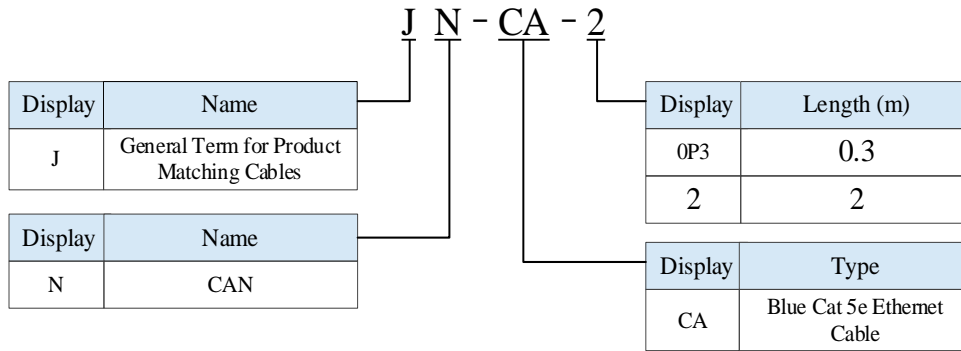 J N - CA - 2
Display Name
J General Term for Product
Matching Cables
Display Name
N CAN
Display Length (m)
0P3 0.3
2 2
Display Type
CA Blue Cat 5e Ethernet
Cable